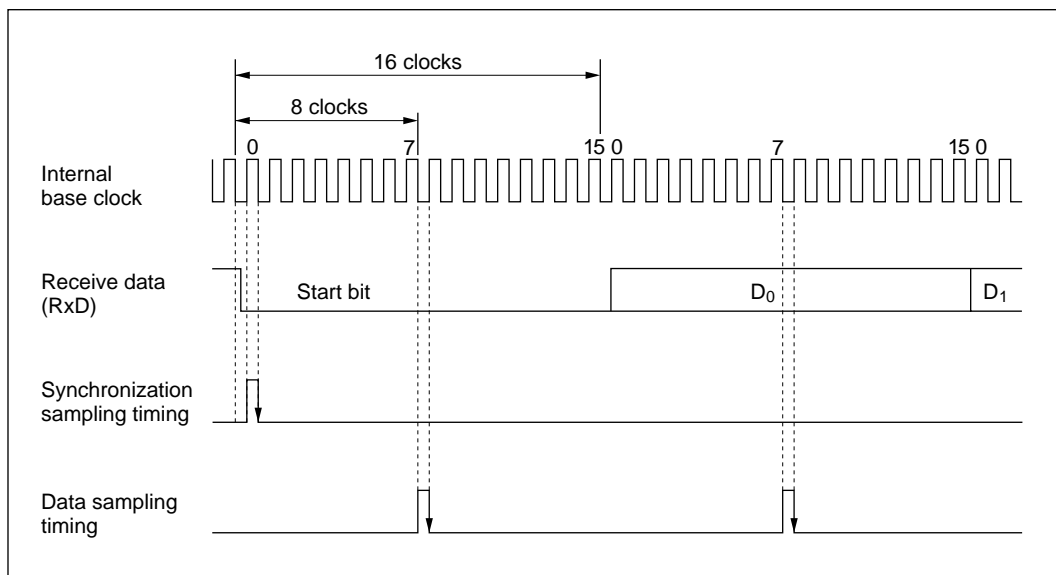 16 clocks
8 clocks
0 7 15 0 7 15 0
Internal
base clock
Receive data
(RxD)
Start bit D0 D1
Synchronization
sampling timing
Data sampling
timing